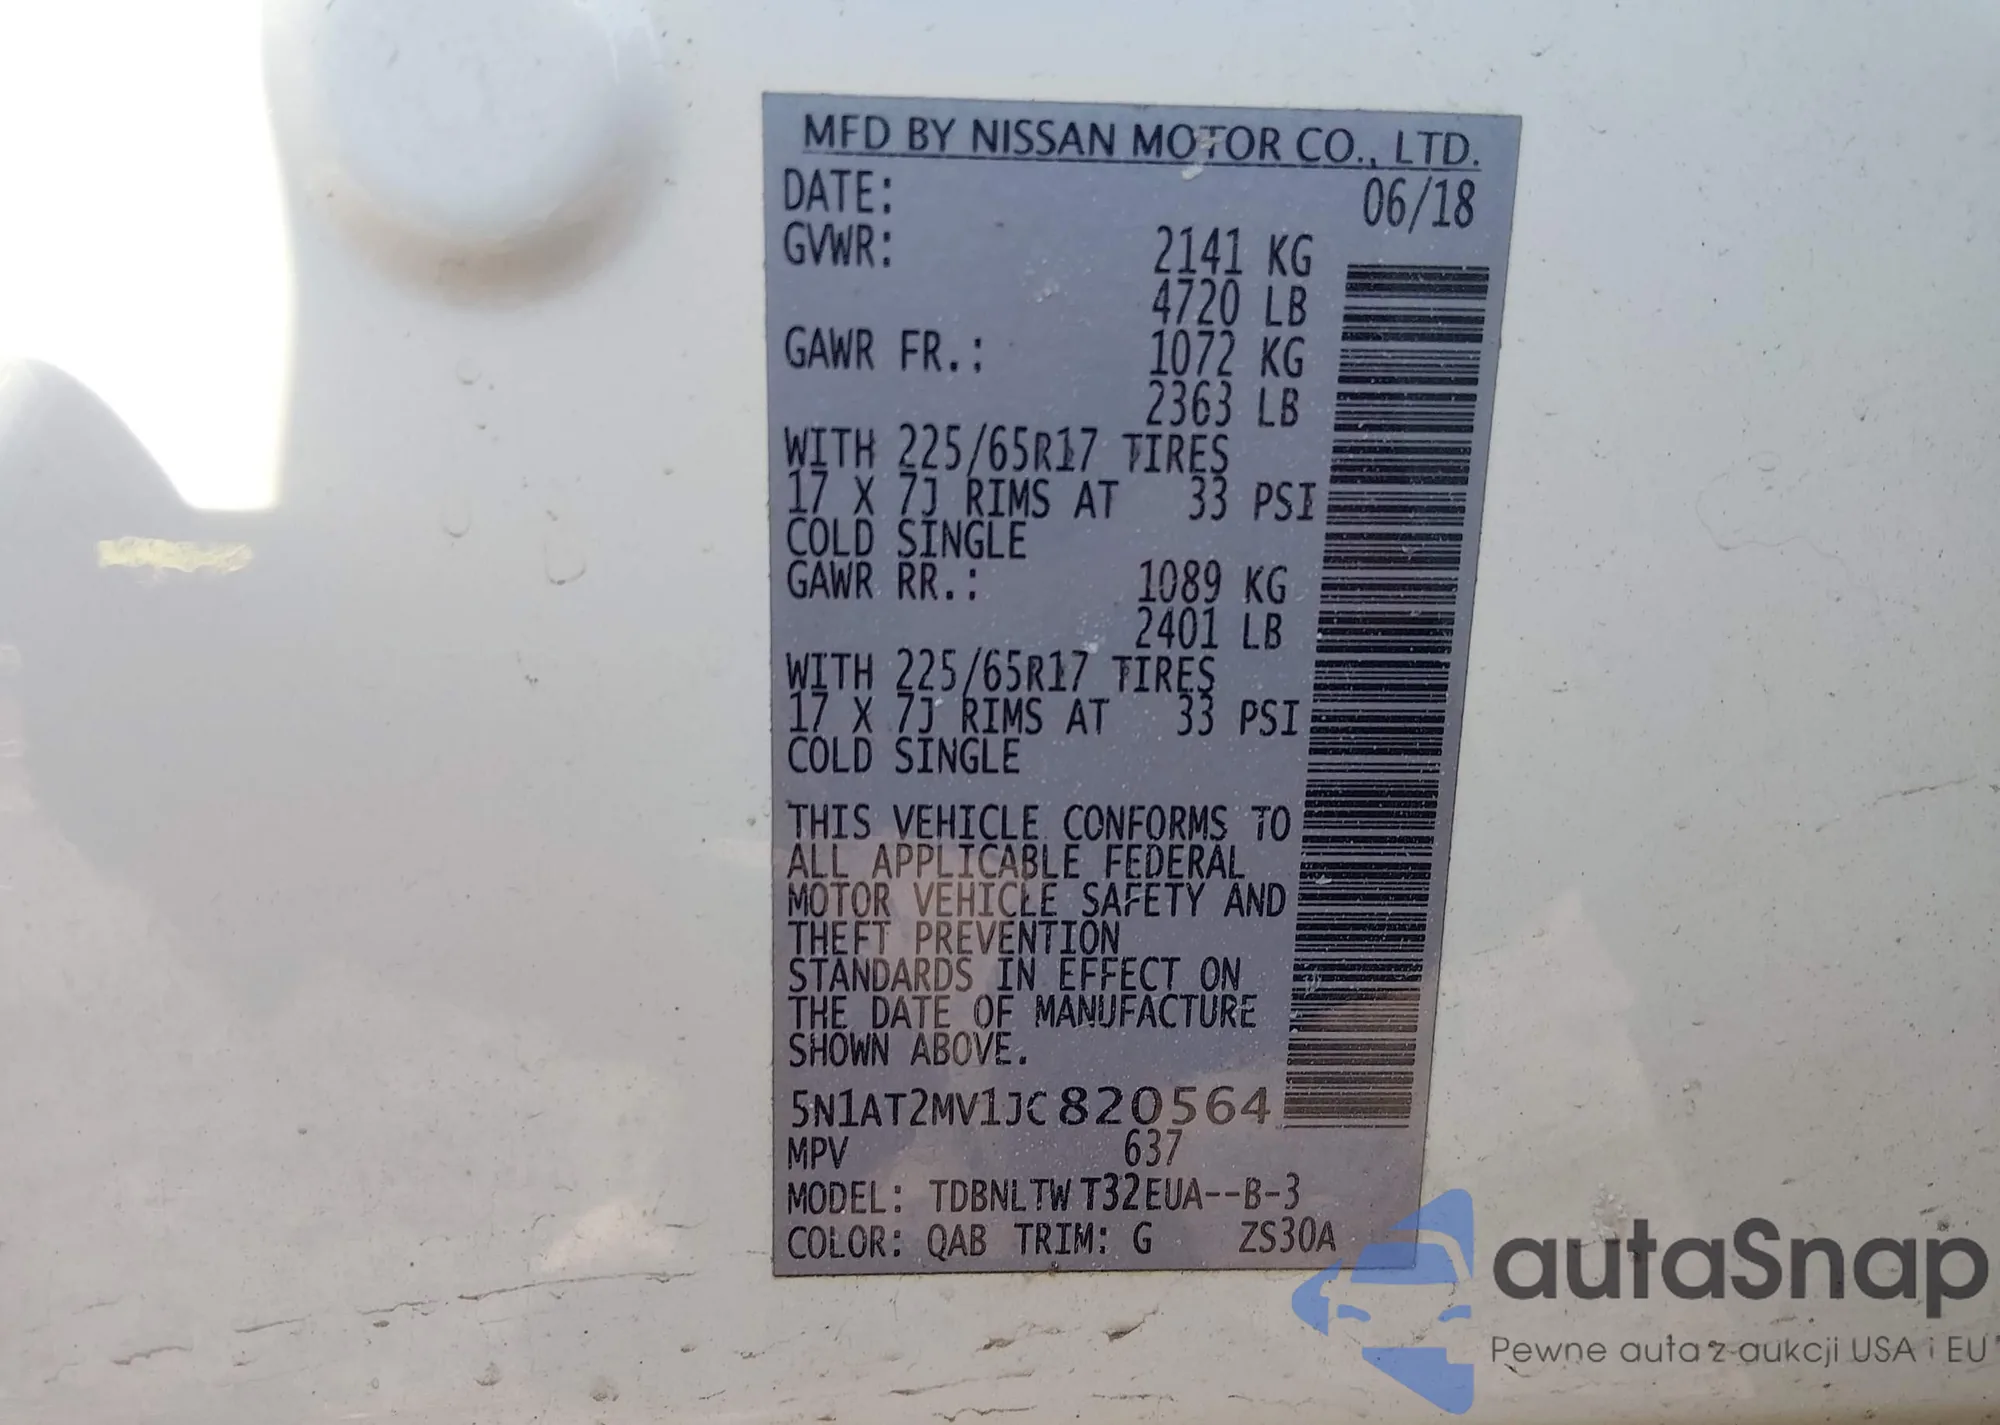 MFD BY NISSAN MOTOR CO., LTD.
DATE: 06/18
GVWR: 2141 KG
4720 LB
GAWR FR.: 1072 KG
2363 LB
WITH 225/65R17 TIRES
17 X 7J RIMS AT 33 PSI
COLD SINGLE
GAWR RR.: 1089 KG
2401 LB
WITH 225/65R17 TIRES
17 X 7J RIMS AT 33 PSI
COLD SINGLE
THIS VEHICLE CONFORMS TO
ALL APPLICABLE FEDERAL
MOTOR VEHICLE SAFETY AND
THEFT PREVENTION
STANDARDS IN EFFECT ON
THE DATE OF MANUFACTURE
SHOWN ABOVE.
5N1AT2MV1JC820564
MPV 637
MODEL: TDBNLTWT32EUA--B-3
COLOR: QAB TRIM: G ZS30A
autaSnap
Pewne auta z aukcji USA i EU